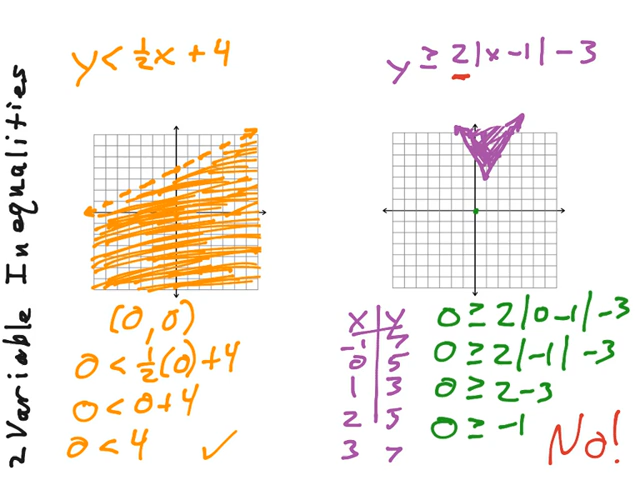 2 Variable Inequalities
y < 1/2 x + 4
(0, 0)
0 < 1/2 (0) + 4
0 < 0 + 4
0 < 4 ✓
y ≥ 2|x - 1| - 3
x | y
-1 | 7
0 | 5
1 | 3
2 | 5
3 | 7
0 ≥ 2|0 - 1| - 3
0 ≥ 2|-1| - 3
0 ≥ 2 - 3
0 ≥ -1
No!